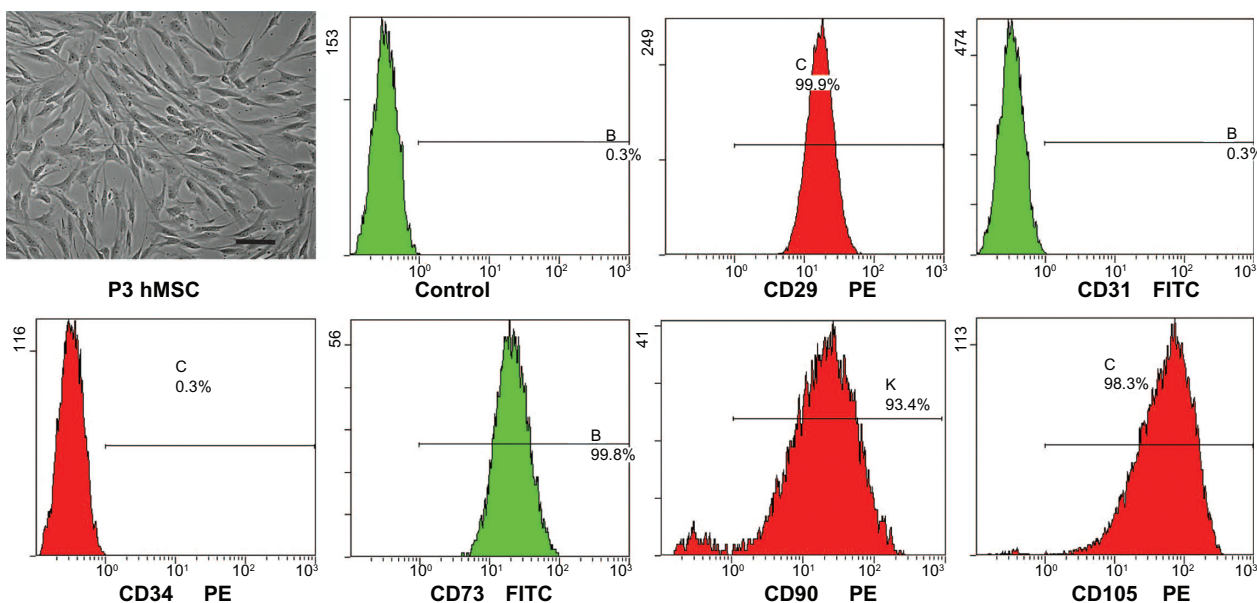 P3 hMSC
153
B
0.3%
10⁰ 10¹ 10² 10³
Control
249
C
99.9%
10⁰ 10¹ 10² 10³
CD29 PE
474
B
0.3%
10⁰ 10¹ 10² 10³
CD31 FITC
116
C
0.3%
10⁰ 10¹ 10² 10³
CD34 PE
56
B
99.8%
10⁰ 10¹ 10² 10³
CD73 FITC
41
K
93.4%
10⁰ 10¹ 10² 10³
CD90 PE
113
C
98.3%
10⁰ 10¹ 10² 10³
CD105 PE